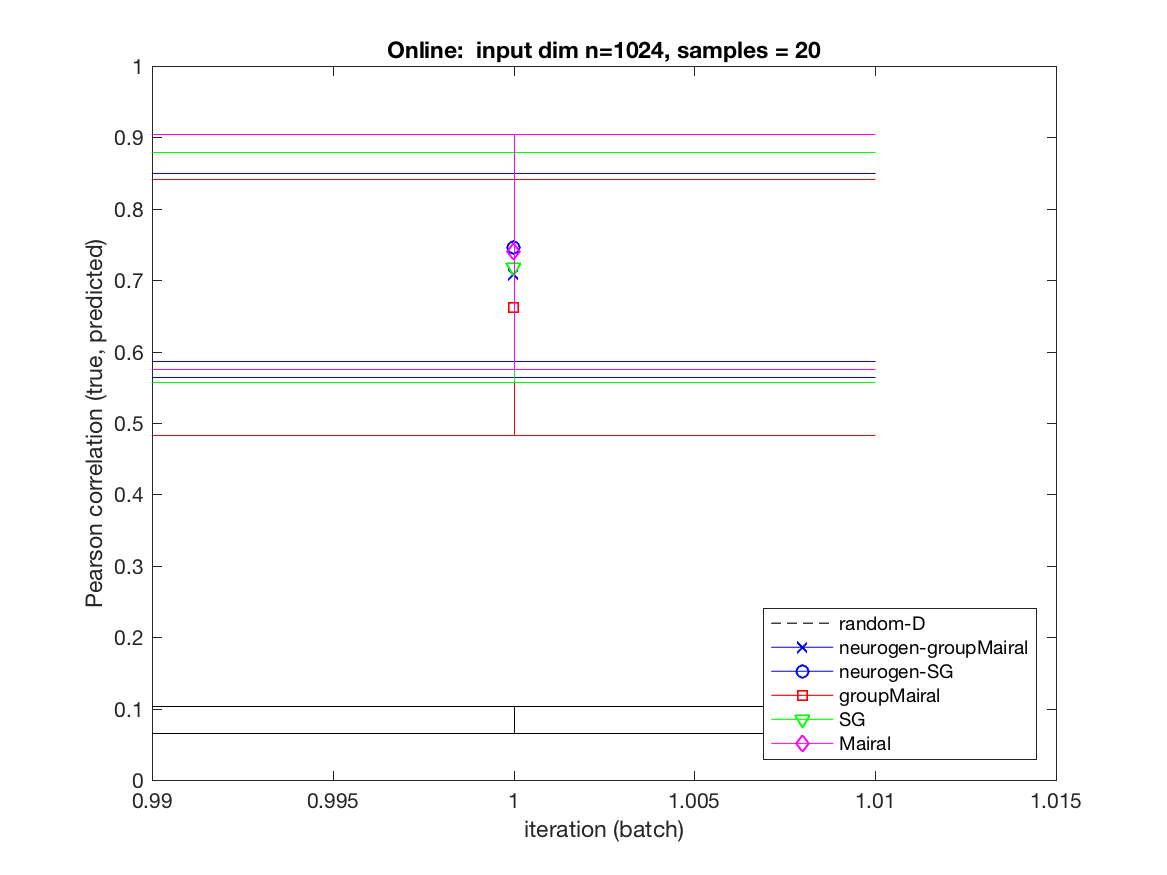 Online:  input dim n=1024, samples = 20
Pearson correlation (true, predicted)
1
0.9
0.8
0.7
0.6
0.5
0.4
0.3
0.2
0.1
0
0.99
0.995
1
1.005
1.01
1.015
iteration (batch)
random-D
neurogen-groupMairal
neurogen-SG
groupMairal
SG
Mairal